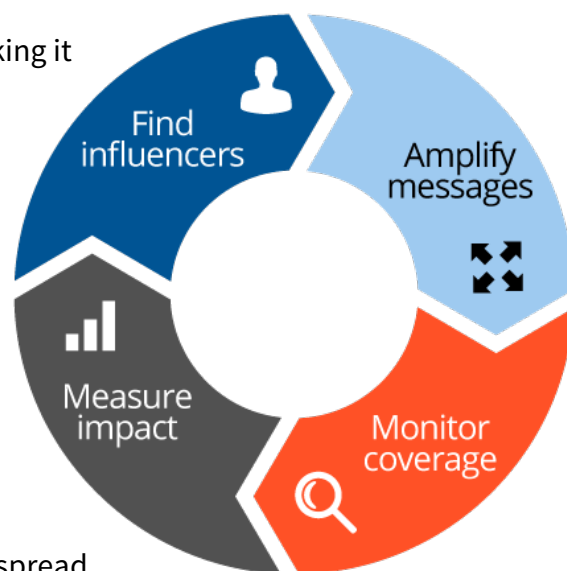 king it
Find
influencers
Amplify
messages
Measure
impact
Monitor
coverage
spread